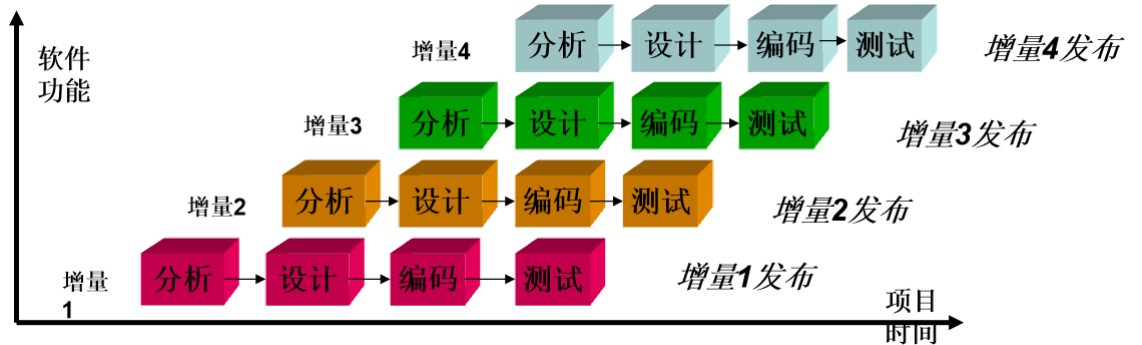 软件
功能
增量4
分析
设计
编码
测试
增量4发布
增量3
分析
设计
编码
测试
增量3发布
增量2
分析
设计
编码
测试
增量2发布
增量
1
分析
设计
编码
测试
增量1发布
项目
时间